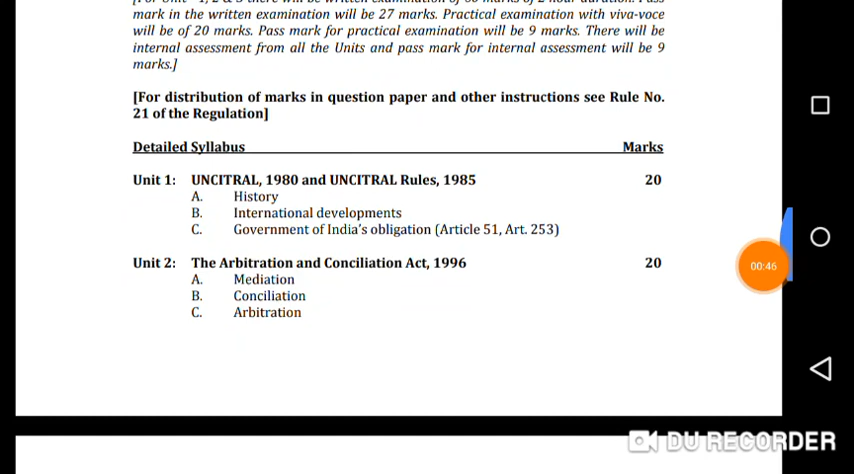 mark in the written examination will be 27 marks. Practical examination with viva-voce
will be of 20 marks. Pass mark for practical examination will be 9 marks. There will be
internal assessment from all the Units and pass mark for internal assessment will be 9
marks.]
[For distribution of marks in question paper and other instructions see Rule No.
21 of the Regulation]
Detailed Syllabus Marks
Unit 1: UNCITRAL, 1980 and UNCITRAL Rules, 1985 20
A. History
B. International developments
C. Government of India's obligation (Article 51, Art. 253)
Unit 2: The Arbitration and Conciliation Act, 1996 20
A. Mediation
B. Conciliation
C. Arbitration
00:46
DU RECORDER